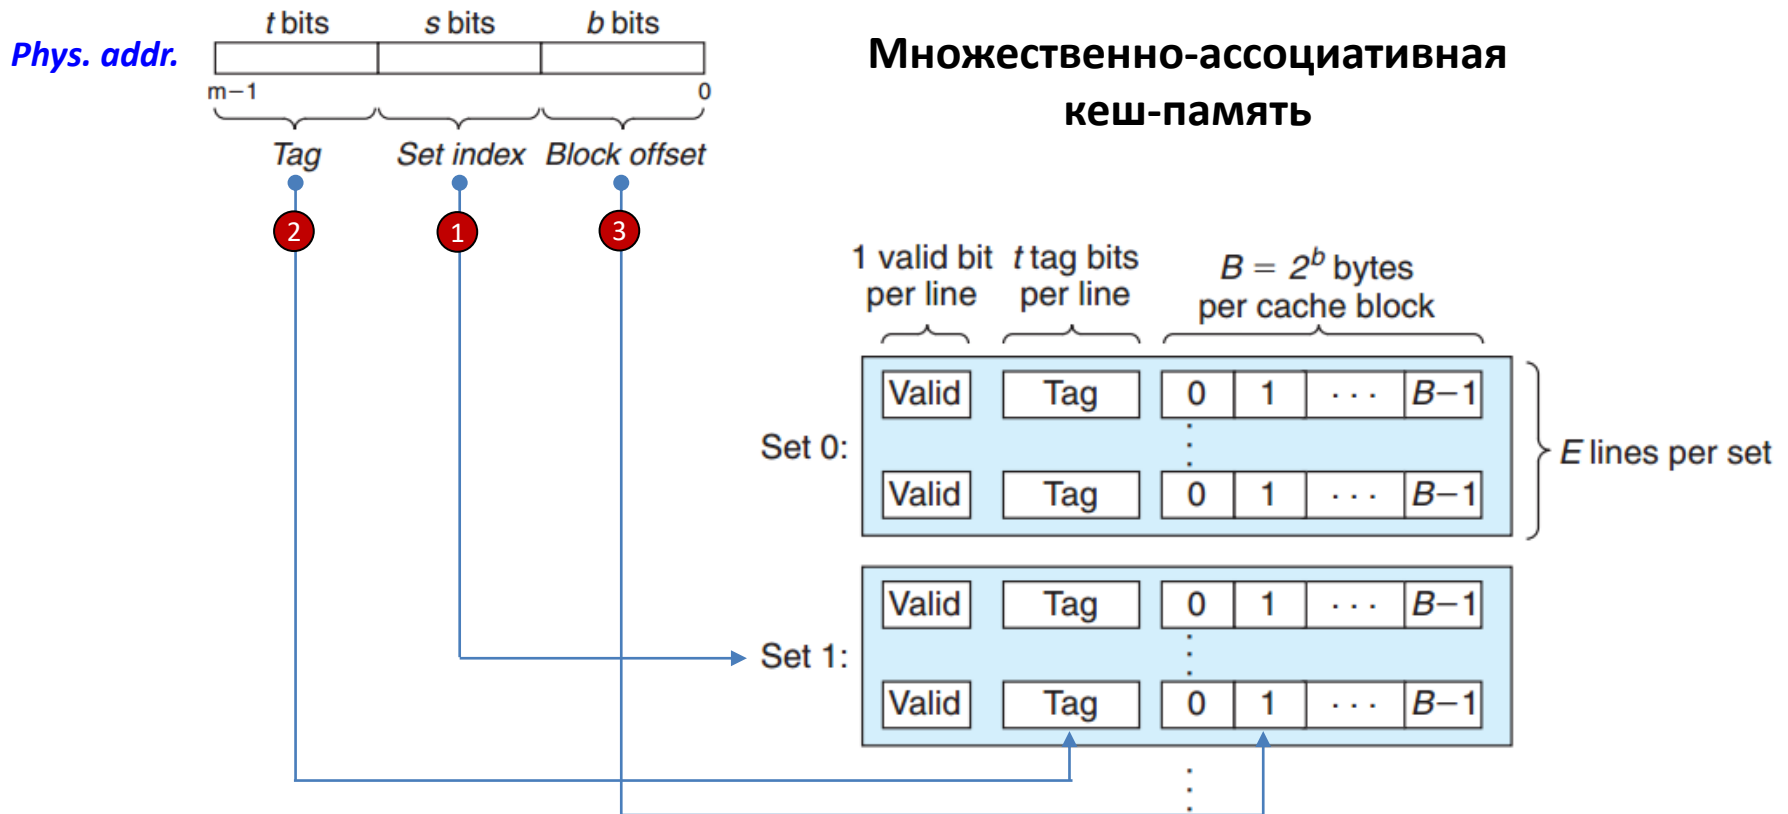 t bits s bits b bits
Phys. addr.
m−1 0
Tag Set index Block offset
2 1 3
Множественно-ассоциативная
кеш-память
1 valid bit t tag bits B = 2^b bytes
per line per line per cache block
Valid Tag 0 1 · · · B−1
Set 0:
E lines per set
Valid Tag 0 1 · · · B−1
Valid Tag 0 1 · · · B−1
Set 1:
Valid Tag 0 1 · · · B−1